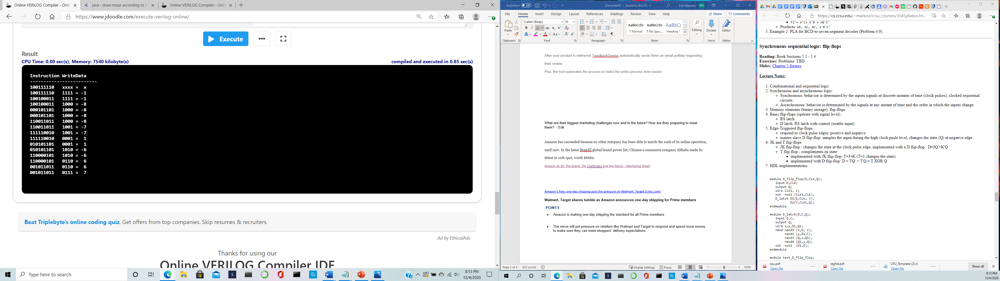 Online VERILOG Compiler - Onlin
java - draw maze according to 2
Online VERILOG Compiler - Onlin
https://www.jdoodle.com/execute-verilog-online/
Execute
Result
CPU Time: 0.00 sec(s), Memory: 7540 kilobyte(s)
compiled and executed in 0.85 sec(s)
Instruction WriteData
--------------------------
100111110 xxxx = x
100111110 1111 = -1
100100011 1111 = -1
100100011 1000 = -8
000101101 1000 = -8
000101101 1000 = -8
110011011 1000 = -8
110011011 1001 = -7
111110010 1001 = -7
111110010 0001 = 1
010101101 0001 = 1
010101101 1010 = -6
110000101 1010 = -6
110000101 0110 = 6
001011011 0110 = 6
001011011 0111 = 7
Beat Triplebyte's online coding quiz. Get offers from top companies. Skip resumes & recruiters.
Ad by EthicalAds
Thanks for using our
Online VERILOG Compiler IDE
Type here to search
8:13 PM
12/4/2020
AutoSave Off
Document1 - Saved to this PC
Erik Marrero EM
File Home Insert Design Layout References Mailings Review View Help
Share Comments
Paste
Calibri (Body) 10
B I U ab x₂ x²
Aa
AaBbCcDc AaBbCcDc AaBbC
¶ Normal ¶ No Spac... Heading 1
Editing
Dictate
Editor
Clipboard Font Paragraph Styles Voice Editor
After your product is delivered, FeedbackGenius automatically sends them an email politely requesting
their review.
Plus, the tool automates the process to make the entire process even easier.
What are their biggest marketing challenges now and in the future? How are they preparing to meet
them? - Erik
Amazon has succeeded because no other company has been able to match the scale of its online operation,
until now. In the latest BrandZ global brand power list, Chinese e-commerce company Alibaba made its
debut in 12th spot, worth $66bn.
Amazon at 20: The brand, the challenges and the future – Marketing Week
Amazon's free, one-day shipping puts the pressure on Walmart, Target (cnbc.com)
Walmart, Target shares tumble as Amazon announces one-day shipping for Prime members
POINTS
• Amazon is making one-day shipping the standard for all Prime members.
• The move will put pressure on retailers like Walmart and Target to respond and spend more money
to make sure they can meet shoppers' delivery expectations.
Page 2 of 4 632 words
Display Settings Focus
100%
https://cs.ccsu.edu/~markov/ccsu_courses/354Syllabus.ht...
▪ F2'= A'C+ A'B + AB'C'
○ Products: AB, AC, BC, A'B'C'
5. Example 2: PLA for BCD-to-seven-segment decoder (Problem 4.9).
Synchronous sequential logic: flip-flops
Reading: Book Sections 5.1 - 5.4
Exercises: Problems: TBD
Slides: Chapter 5 figures
Lecture Notes:
1. Combinational and sequential logic
2. Synchronous and asynchronous logic:
○ Synchronous: behavior is determined by the inputs signals at discrete instants of time (clock pulses), clocked sequential
circuits.
○ Asynchronous: behavior is determined by the signals at any instant of time and the order in which the inputs change.
3. Memory elements (binary storage): flip-flops
4. Basic flip-flops (operate with signal level).
○ RS latch
○ D latch: RS latch with control (enable input)
5. Edge-Triggered flip-flops:
○ respond to clock pulse edges: positive and negative
○ master-slave D flip-flop: samples the input during the high clock pusle level, changes the state (Q) at negative edge.
6. JK and T flip-flops
○ JK flip-flop - changes the state at the clock pulse edge, implemented with a D flip-flop: D=JQ'+K'Q
○ T flip-flop - complements its state:
▪ implemented with JK flip-flop: T=J=K (T=1 changes the state).
▪ implemented with D flip-flop: D = TQ' + T'Q = T XOR Q
7. HDL implementations:
module D_flip_flop(D,CLK,Q);
input D,CLK;
output Q;
wire CLK1, Y;
not not1 (CLK1,CLK);
D_latch D1(D,CLK, Y),
D2(Y,CLK1,Q);
endmodule
module D_latch(D,C,Q);
input D,C;
output Q;
wire x,y,D1,Q1;
nand nand1 (x,D, C),
nand2 (y,D1,C),
nand3 (Q,x,Q1),
nand4 (Q1,y,Q);
not not1 (D1,D);
endmodule
module test_D_flip_flop;
cpu.pdf
Open file
regfile.pdf
Open file
CPU_Template (2).vl
Open file
Show all
8:13 PM
12/4/2020